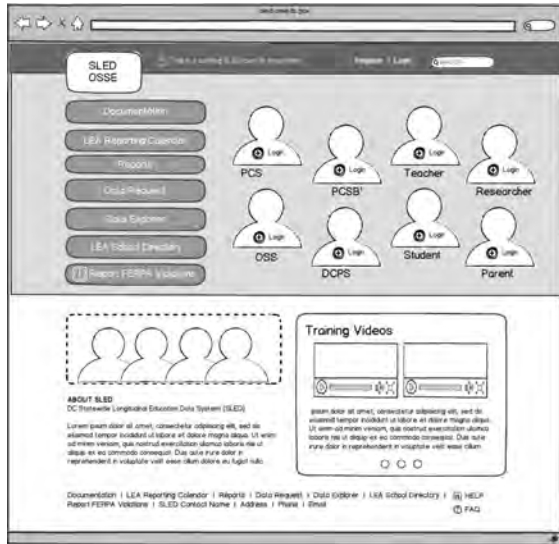 SLED
OSSE
Register | Login
Documentation
LEA Reporting Calendar
Reports
Data Request
Data Explorer
LEA School Directory
Report FERPA Violations
Login
PCS
Login
PCSB'
Login
Teacher
Login
Researcher
Login
OSS
Login
DCPS
Login
Student
Login
Parent
Training Videos
ipsum dolor sit amet, consectetur adipisicing elit, sed do
eiusmod tempor incididunt ut labore et dolore magna aliqua.
Ut enim ad minim veniam, quis nostrud exercitation ullamco
laboris nisi ut aliquip ex ea commodo consequat. Duis aute
irure dolor in reprehenderit in voluptate velit esse cillum
ABOUT SLED
DC Statewide Longitudinal Education Data System (SLED)
Lorem ipsum dolor sit amet, consectetur adipisicing elit, sed do
eiusmod tempor incididunt ut labore et dolore magna aliqua. Ut enim
ad minim veniam, quis nostrud exercitation ullamco laboris nisi ut
aliquip ex ea commodo consequat. Duis aute irure dolor in
reprehenderit in voluptate velit esse cillum dolore eu fugiat nulla
Documentation | LEA Reporting Calendar | Reports | Data Request | Data Explorer | LEA School Directory |
Report FERPA Violations | SLED Contact Name | Address | Phone | Email
HELP
FAQ